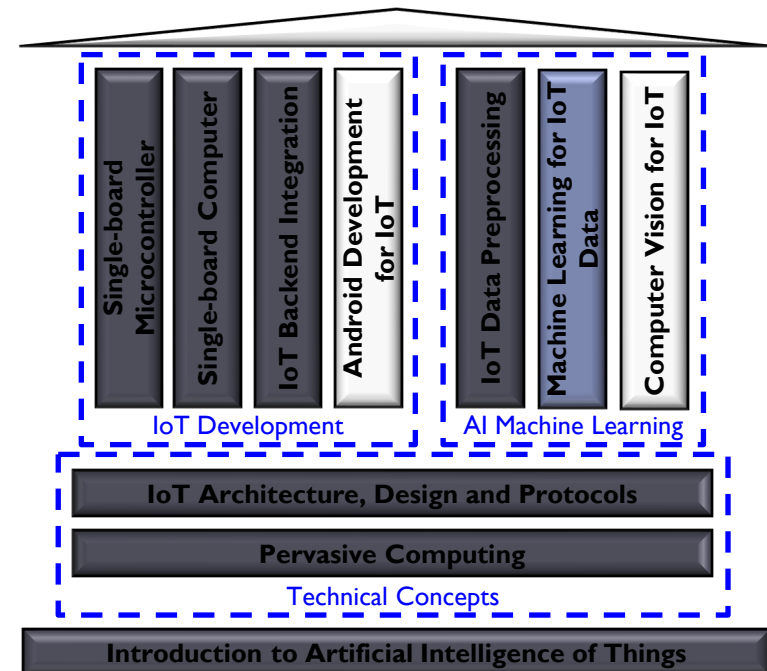 Single-board
Microcontroller
Single-board Computer
IoT Backend Integration
Android Development
for IoT
IoT Development
IoT Data Preprocessing
Machine Learning for IoT
Data
Computer Vision for IoT
AI Machine Learning
IoT Architecture, Design and Protocols
Pervasive Computing
Technical Concepts
Introduction to Artificial Intelligence of Things